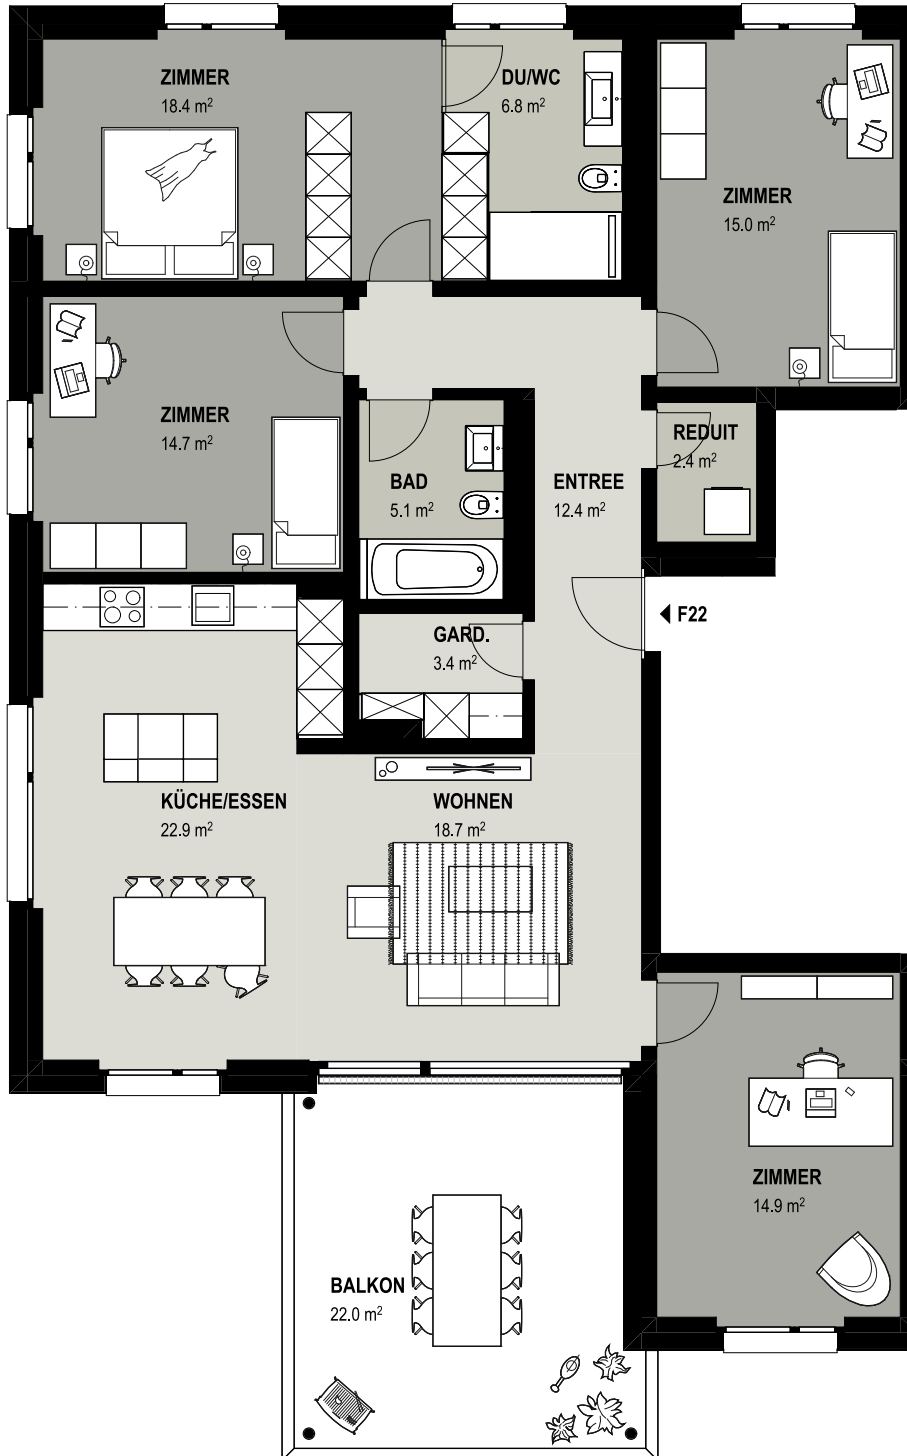 ZIMMER
18.4 m²
DU/WC
6.8 m²
ZIMMER
15.0 m²
ZIMMER
14.7 m²
REDUIT
2.4 m²
BAD
5.1 m²
ENTREE
12.4 m²
F22
GARD.
3.4 m²
KÜCHE/ESSEN
22.9 m²
WOHNEN
18.7 m²
ZIMMER
14.9 m²
BALKON
22.0 m²